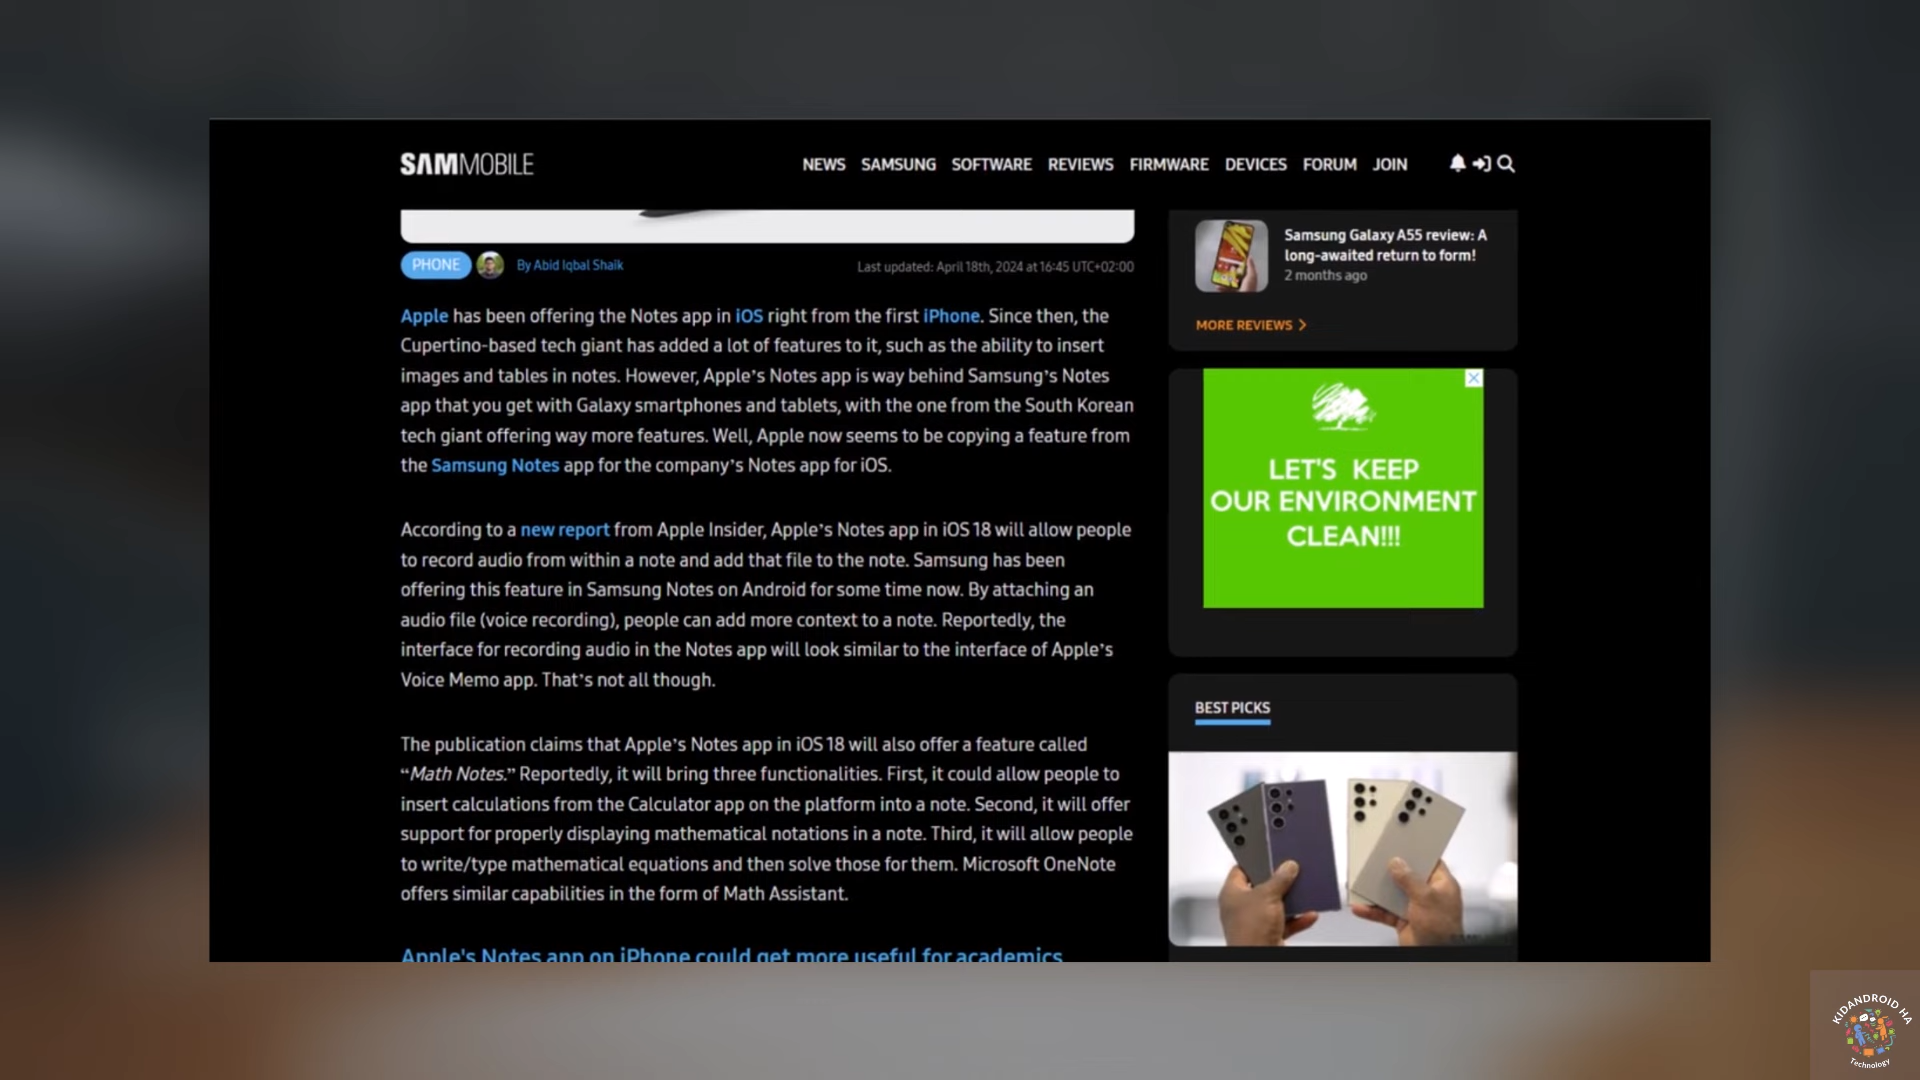 SAMMOBILE
NEWS SAMSUNG SOFTWARE REVIEWS FIRMWARE DEVICES FORUM JOIN
PHONE
By Abid Iqbal Shaik
Last updated: April 18th, 2024 at 16:45 UTC+02:00
Apple has been offering the Notes app in iOS right from the first iPhone. Since then, the
Cupertino-based tech giant has added a lot of features to it, such as the ability to insert
images and tables in notes. However, Apple’s Notes app is way behind Samsung’s Notes
app that you get with Galaxy smartphones and tablets, with the one from the South Korean
tech giant offering way more features. Well, Apple now seems to be copying a feature from
the Samsung Notes app for the company’s Notes app for iOS.
According to a new report from Apple Insider, Apple’s Notes app in iOS 18 will allow people
to record audio from within a note and add that file to the note. Samsung has been
offering this feature in Samsung Notes on Android for some time now. By attaching an
audio file (voice recording), people can add more context to a note. Reportedly, the
interface for recording audio in the Notes app will look similar to the interface of Apple’s
Voice Memo app. That’s not all though.
The publication claims that Apple’s Notes app in iOS 18 will also offer a feature called
“Math Notes.” Reportedly, it will bring three functionalities. First, it could allow people to
insert calculations from the Calculator app on the platform into a note. Second, it will offer
support for properly displaying mathematical notations in a note. Third, it will allow people
to write/type mathematical equations and then solve those for them. Microsoft OneNote
offers similar capabilities in the form of Math Assistant.
Apple's Notes app on iPhone could get more useful for academics
Samsung Galaxy A55 review: A
long-awaited return to form!
2 months ago
MORE REVIEWS
LET'S KEEP
OUR ENVIRONMENT
CLEAN!!!
BEST PICKS
KIDANDROID HA
Technology